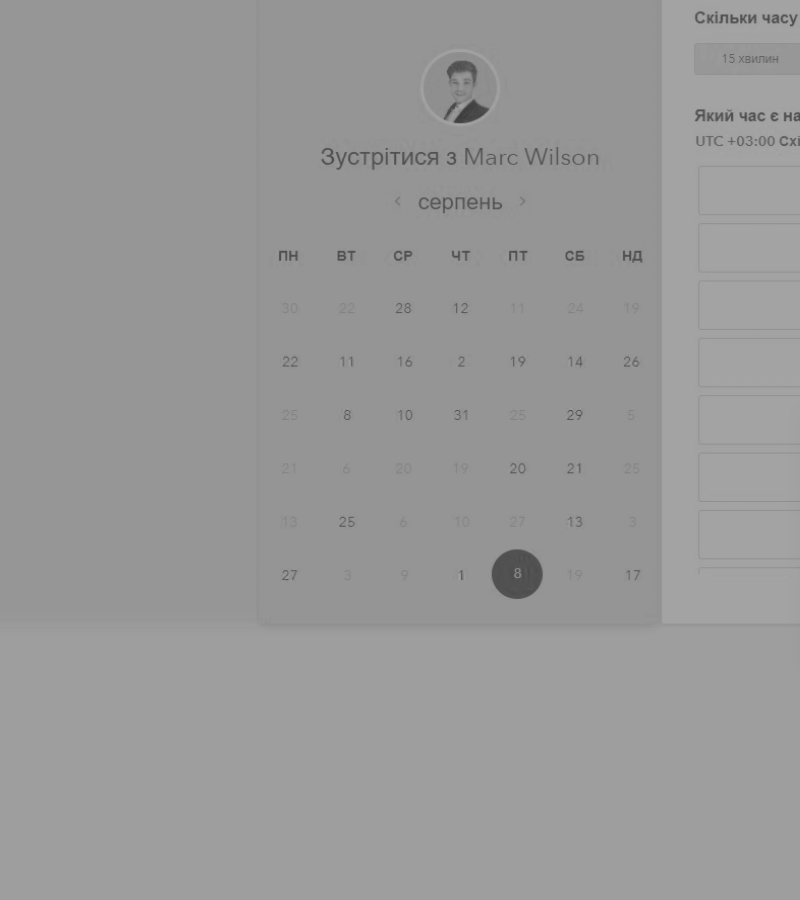 Зустрітися з Marc Wilson
‹ серпень ›
ПН ВТ СР ЧТ ПТ СБ НД
30 22 28 12 11 24 19
22 11 16 2 19 14 26
25 8 10 31 25 29 5
21 6 20 19 20 21 25
13 25 6 10 27 13 3
27 3 9 1 8 19 17
Скільки часу
15 хвилин
Який час є на
UTC +03:00 Схі